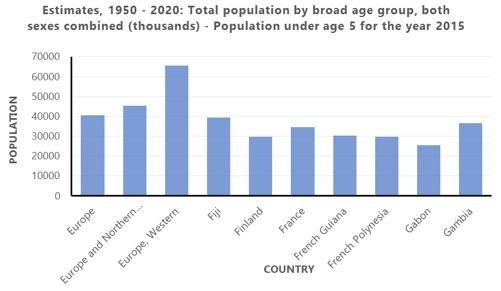 Estimates, 1950 - 2020: Total population by broad age group, both
sexes combined (thousands) - Population under age 5 for the year 2015
POPULATION
70000
60000
50000
40000
30000
20000
10000
0
Europe
Europe and Northern...
Europe, Western
Fiji
Finland
France
French Guiana
French Polynesia
Gabon
Gambia
COUNTRY